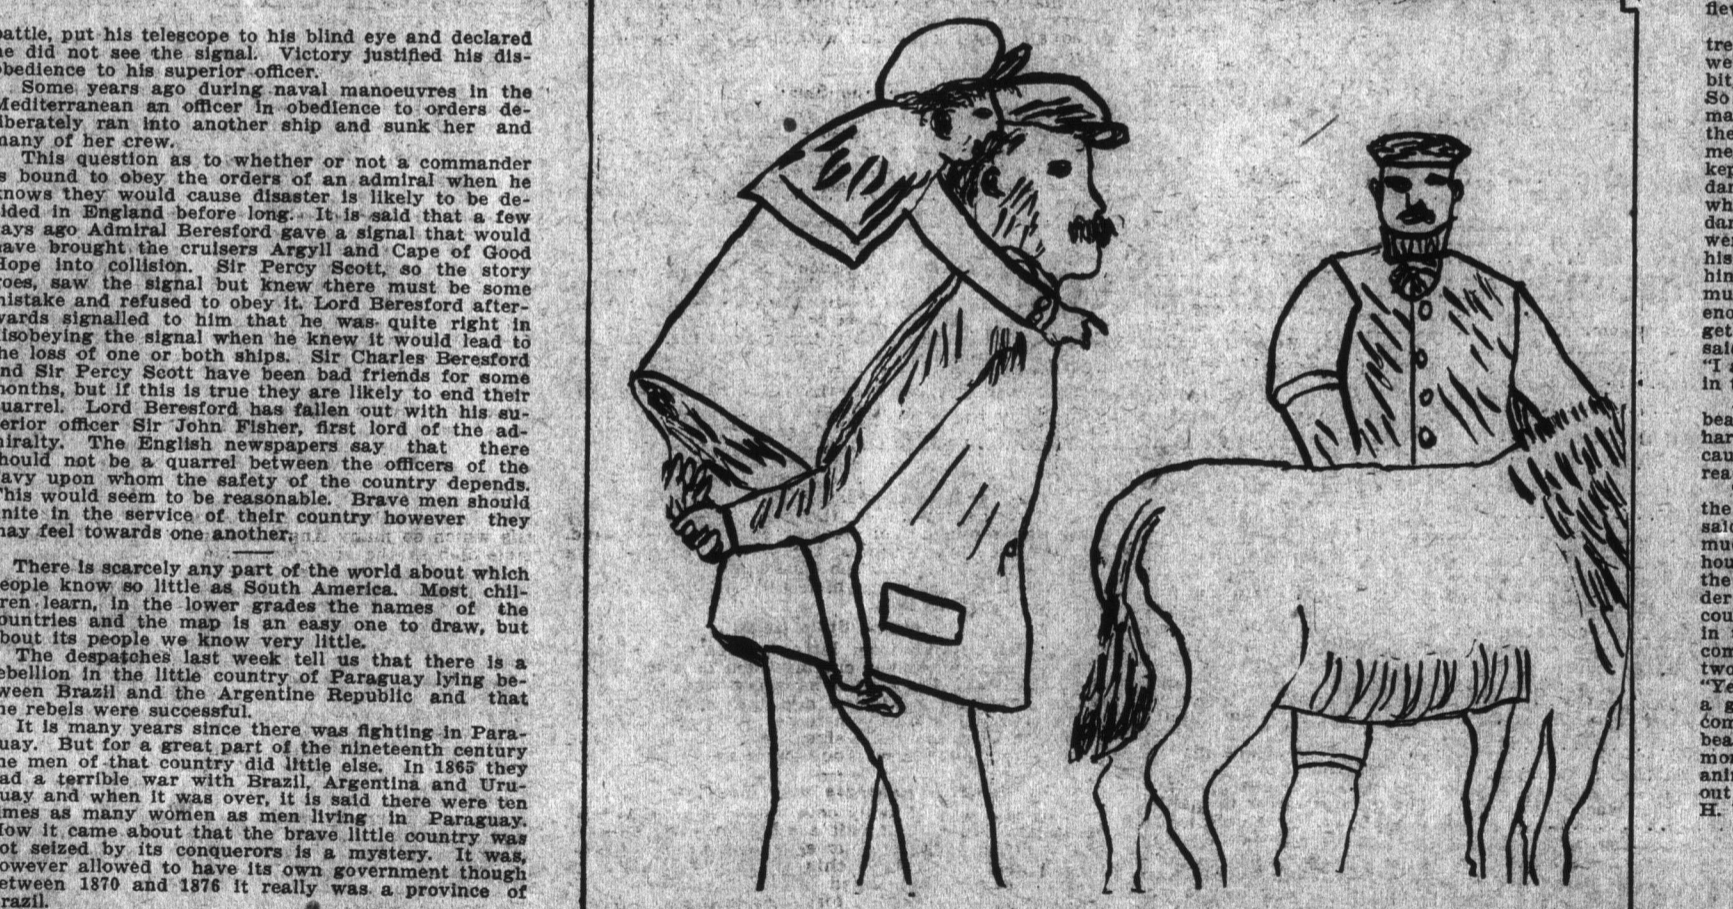 battle, put his telescope to his blind eye and declared
he did not see the signal. Victory justified his dis-
obedience to his superior officer.
Some years ago during naval manoeuvres in the
Mediterranean an officer in obedience to orders de-
liberately ran into another ship and sunk her and
many of her crew.
This question as to whether or not a commander
is bound to obey the orders of an admiral when he
knows they would cause disaster is likely to be de-
cided in England before long. It is said that a few
days ago Admiral Beresford gave a signal that would
have brought the cruisers Argyll and Cape of Good
Hope into collision. Sir Percy Scott, so the story
goes, saw the signal but knew there must be some
mistake and refused to obey it. Lord Beresford after-
wards signalled to him that he was quite right in
disobeying the signal when he knew it would lead to
the loss of one or both ships. Sir Charles Beresford
and Sir Percy Scott have been bad friends for some
months, but if this is true they are likely to end their
quarrel. Lord Beresford has fallen out with his su-
perior officer Sir John Fisher, first lord of the ad-
miralty. The English newspapers say that there
should not be a quarrel between the officers of the
navy upon whom the safety of the country depends.
This would seem to be reasonable. Brave men should
unite in the service of their country however they
may feel towards one another.
There is scarcely any part of the world about which
people know so little as South America. Most chil-
dren learn, in the lower grades the names of the
countries and the map is an easy one to draw, but
about its people we know very little.
The despatches last week tell us that there is a
rebellion in the little country of Paraguay lying be-
tween Brazil and the Argentine Republic and that
the rebels were successful.
It is many years since there was fighting in Para-
guay. But for a great part of the nineteenth century
the men of that country did little else. In 1865 they
had a terrible war with Brazil, Argentina and Uru-
guay and when it was over, it is said there were ten
times as many women as men living in Paraguay.
How it came about that the brave little country was
not seized by its conquerors is a mystery. It was,
however allowed to have its own government though
between 1870 and 1876 it really was a province of
Brazil.